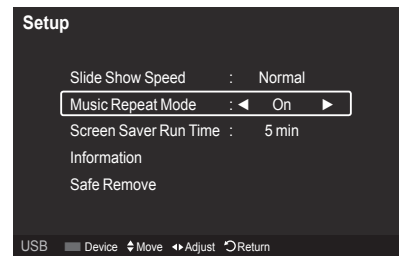 Setup
Slide Show Speed : Normal
Music Repeat Mode : ◄ On ►
Screen Saver Run Time : 5 min
Information
Safe Remove
USB Device Move Adjust Return